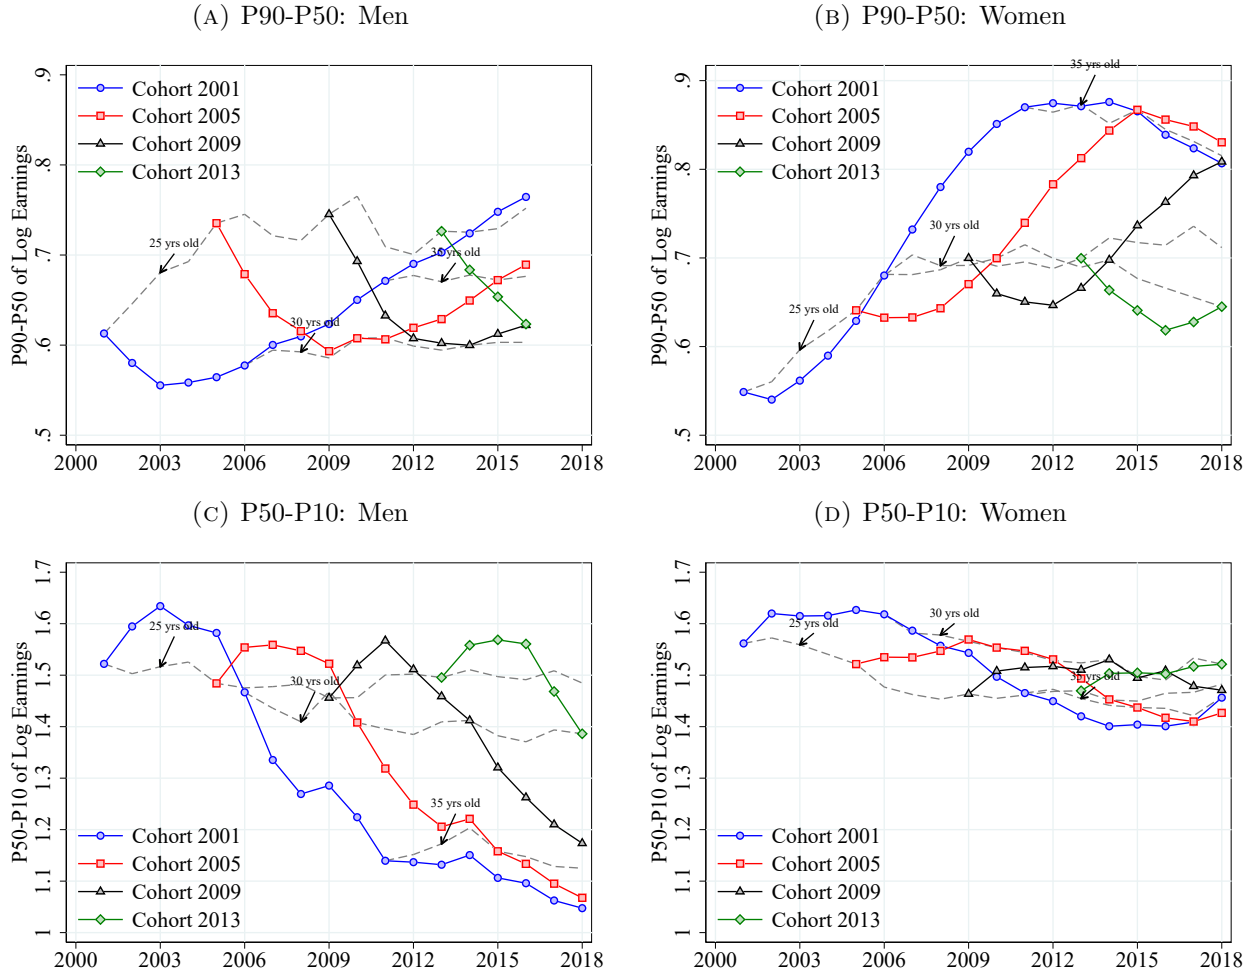 (A) P90-P50: Men
P90-P50 of Log Earnings
.9
.8
.7
.6
.5
Cohort 2001
Cohort 2005
Cohort 2009
Cohort 2013
25 yrs old
30 yrs old
35 yrs old
2000 2003 2006 2009 2012 2015 2018
(B) P90-P50: Women
P90-P50 of Log Earnings
.9
.8
.7
.6
.5
Cohort 2001
Cohort 2005
Cohort 2009
Cohort 2013
35 yrs old
30 yrs old
25 yrs old
2000 2003 2006 2009 2012 2015 2018
(C) P50-P10: Men
P50-P10 of Log Earnings
1.7
1.6
1.5
1.4
1.3
1.2
1.1
1
25 yrs old
30 yrs old
35 yrs old
Cohort 2001
Cohort 2005
Cohort 2009
Cohort 2013
2000 2003 2006 2009 2012 2015 2018
(D) P50-P10: Women
P50-P10 of Log Earnings
1.7
1.6
1.5
1.4
1.3
1.2
1.1
1
25 yrs old
30 yrs old
35 yrs old
Cohort 2001
Cohort 2005
Cohort 2009
Cohort 2013
2000 2003 2006 2009 2012 2015 2018